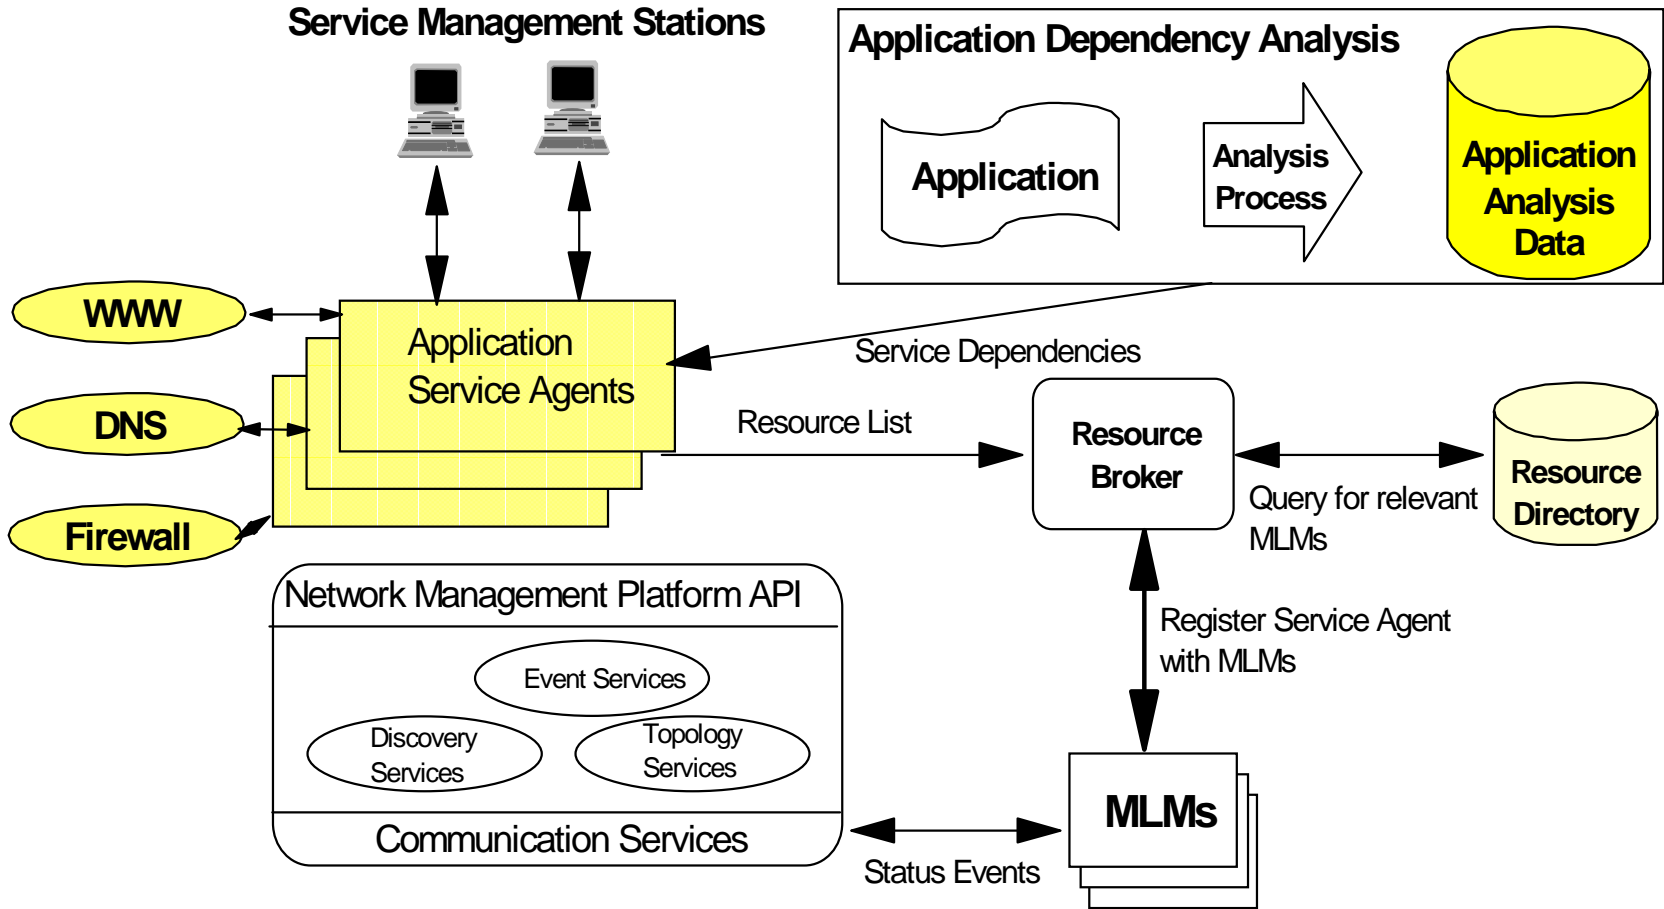 Service Management Stations
Application Dependency Analysis
Application
Analysis
Process
Application
Analysis
Data
WWW
DNS
Firewall
Application
Service Agents
Service Dependencies
Resource List
Resource
Broker
Query for relevant
MLMs
Resource
Directory
Network Management Platform API
Event Services
Discovery
Services
Topology
Services
Communication Services
Register Service Agent
with MLMs
MLMs
Status Events